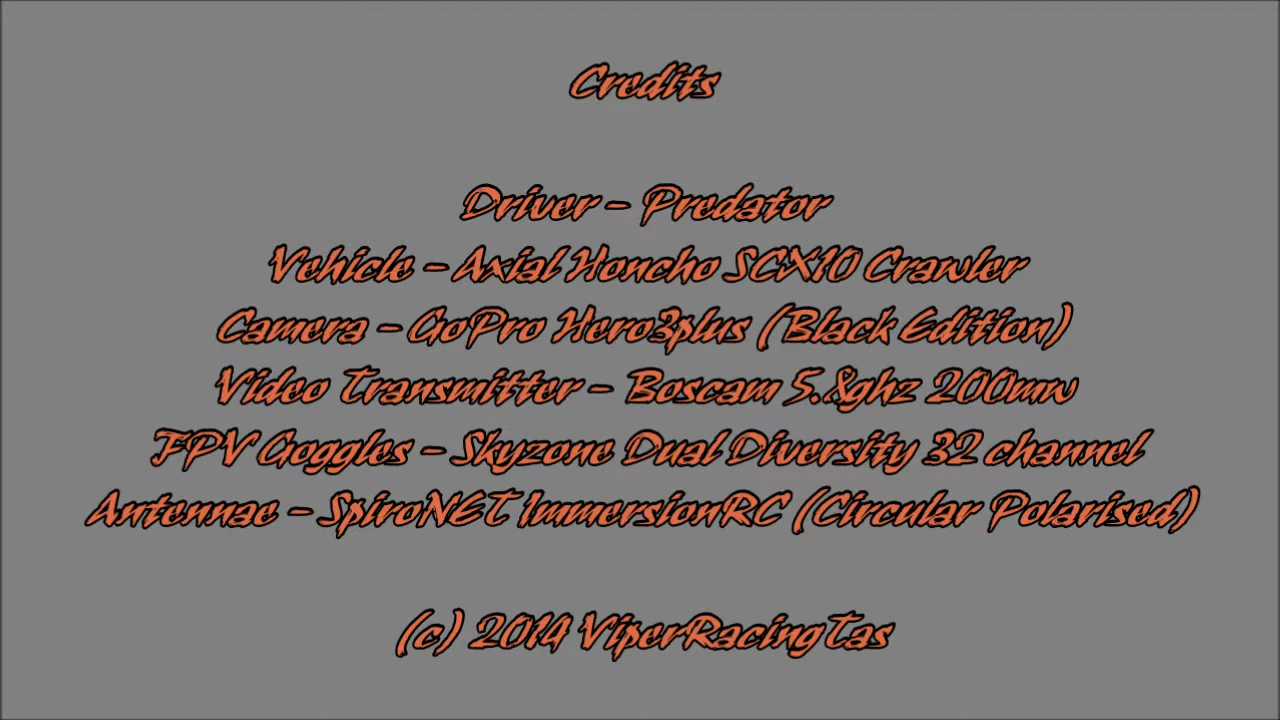 Credits
Driver - Predator
Vehicle - Axial Honcho SCX10 Crawler
Camera - GoPro Hero3plus (Black Edition)
Video Transmitter - Boscam 5.8ghz 200mw
FPV Goggles - Skyzone Dual Diversity 32 channel
Antennae - SpiroNET ImmersionRC (Circular Polarised)
(c) 2014 ViperRacingTas